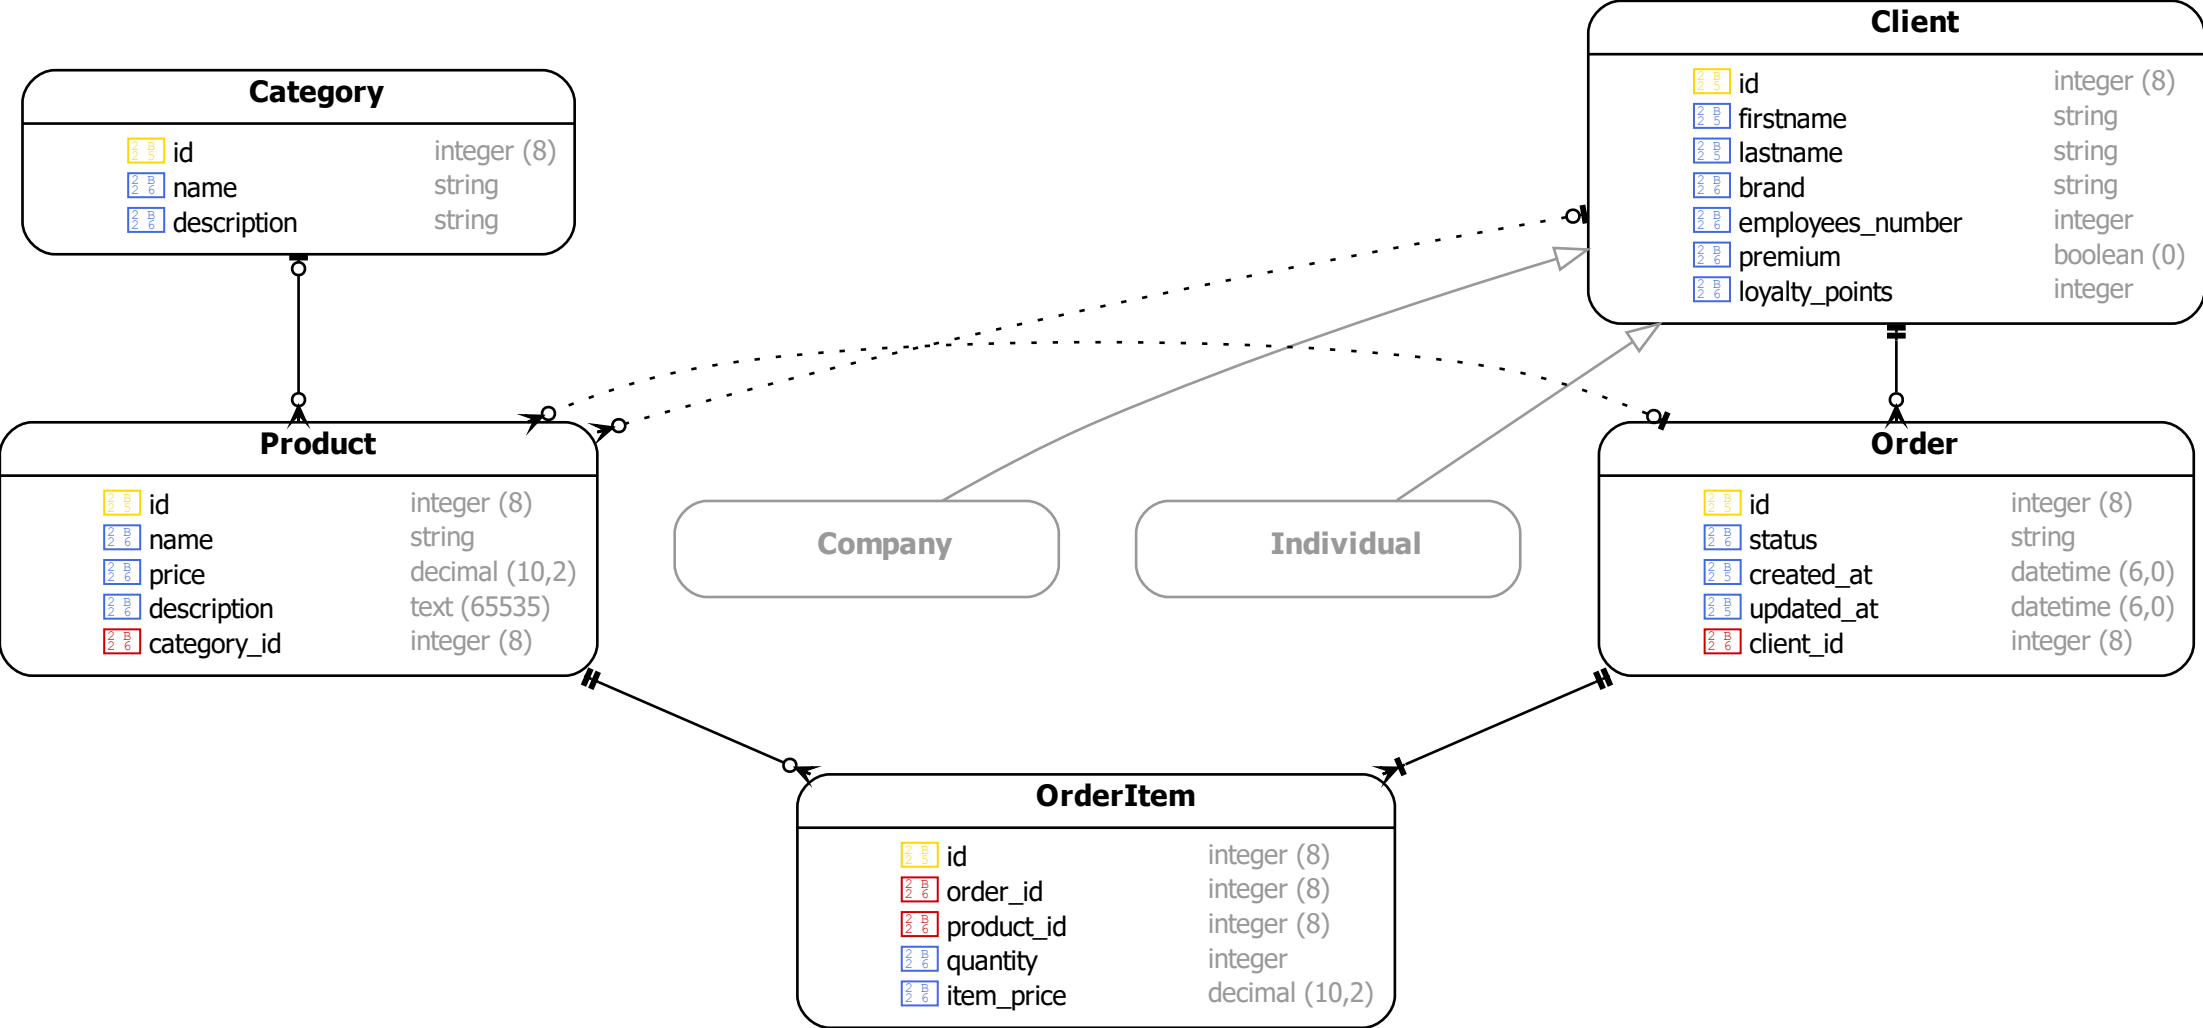 Client
id integer (8)
firstname string
lastname string
brand string
employees_number integer
premium boolean (0)
loyalty_points integer
Category
id integer (8)
name string
description string
Product
id integer (8)
name string
price decimal (10,2)
description text (65535)
category_id integer (8)
Company
Individual
Order
id integer (8)
status string
created_at datetime (6,0)
updated_at datetime (6,0)
client_id integer (8)
OrderItem
id integer (8)
order_id integer (8)
product_id integer (8)
quantity integer
item_price decimal (10,2)